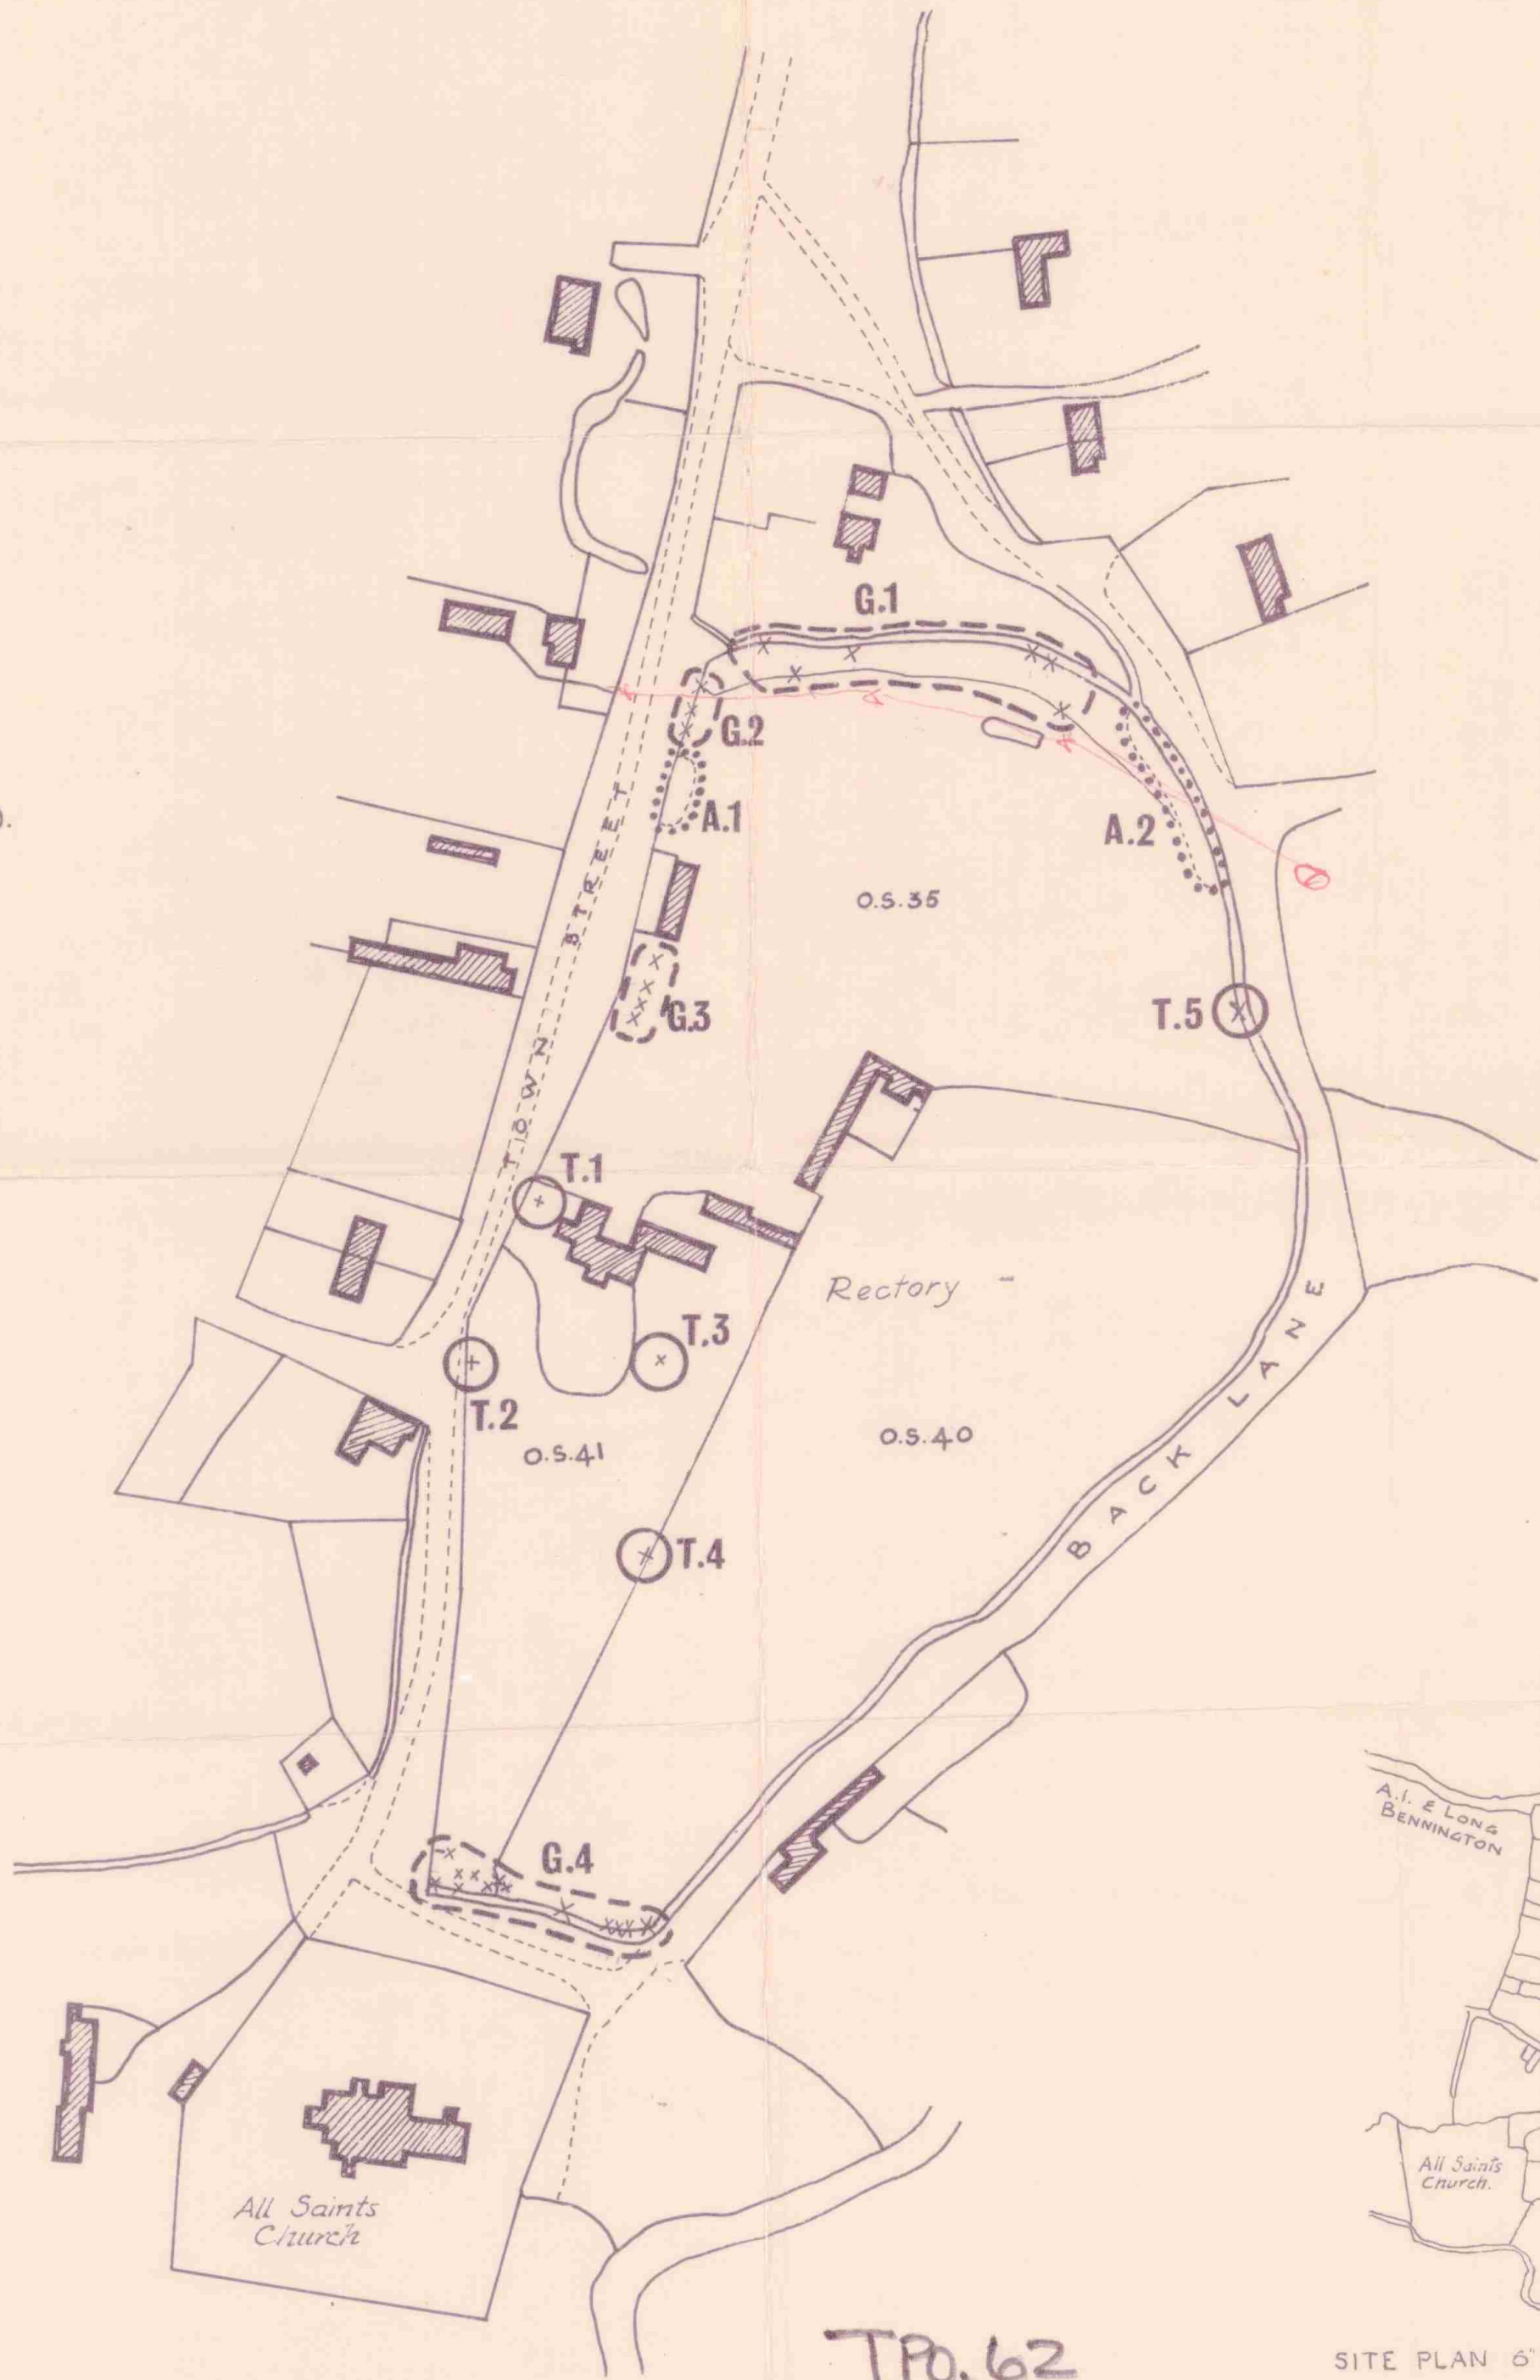 G.1
G.2
A.1
A.2
O.S.35
G.3
T.5
TOWN STREET
T.1
Rectory
T.3
T.2
O.S.41
O.S.40
BACK LANE
T.4
G.4
A.1. & LONG
BENNINGTON
All Saints
Church.
All Saints
Church
TPO.62
SITE PLAN 6"